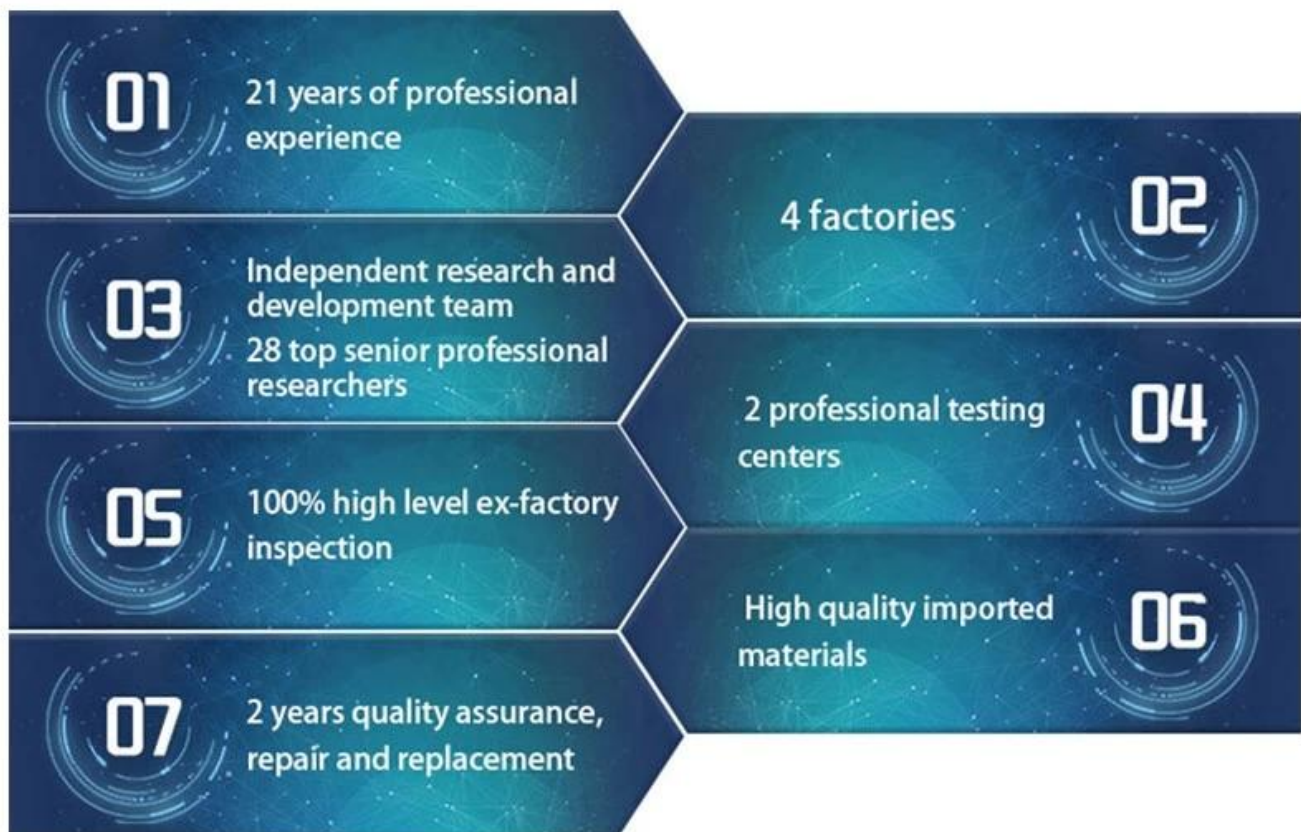 01
21 years of professional
experience
02
4 factories
03
Independent research and
development team
28 top senior professional
researchers
04
2 professional testing
centers
05
100% high level ex-factory
inspection
06
High quality imported
materials
07
2 years quality assurance,
repair and replacement